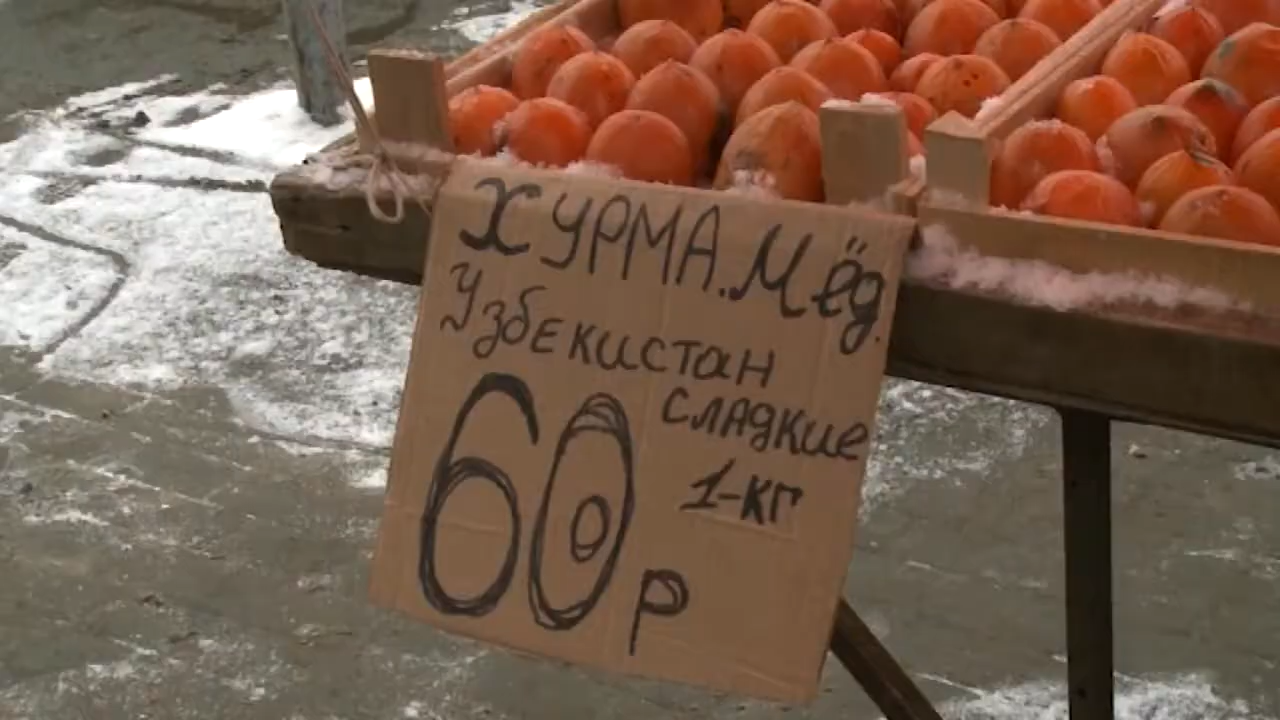 ХУРМА. Мёд.
Узбекистан
сладкие
1-кг
60 р